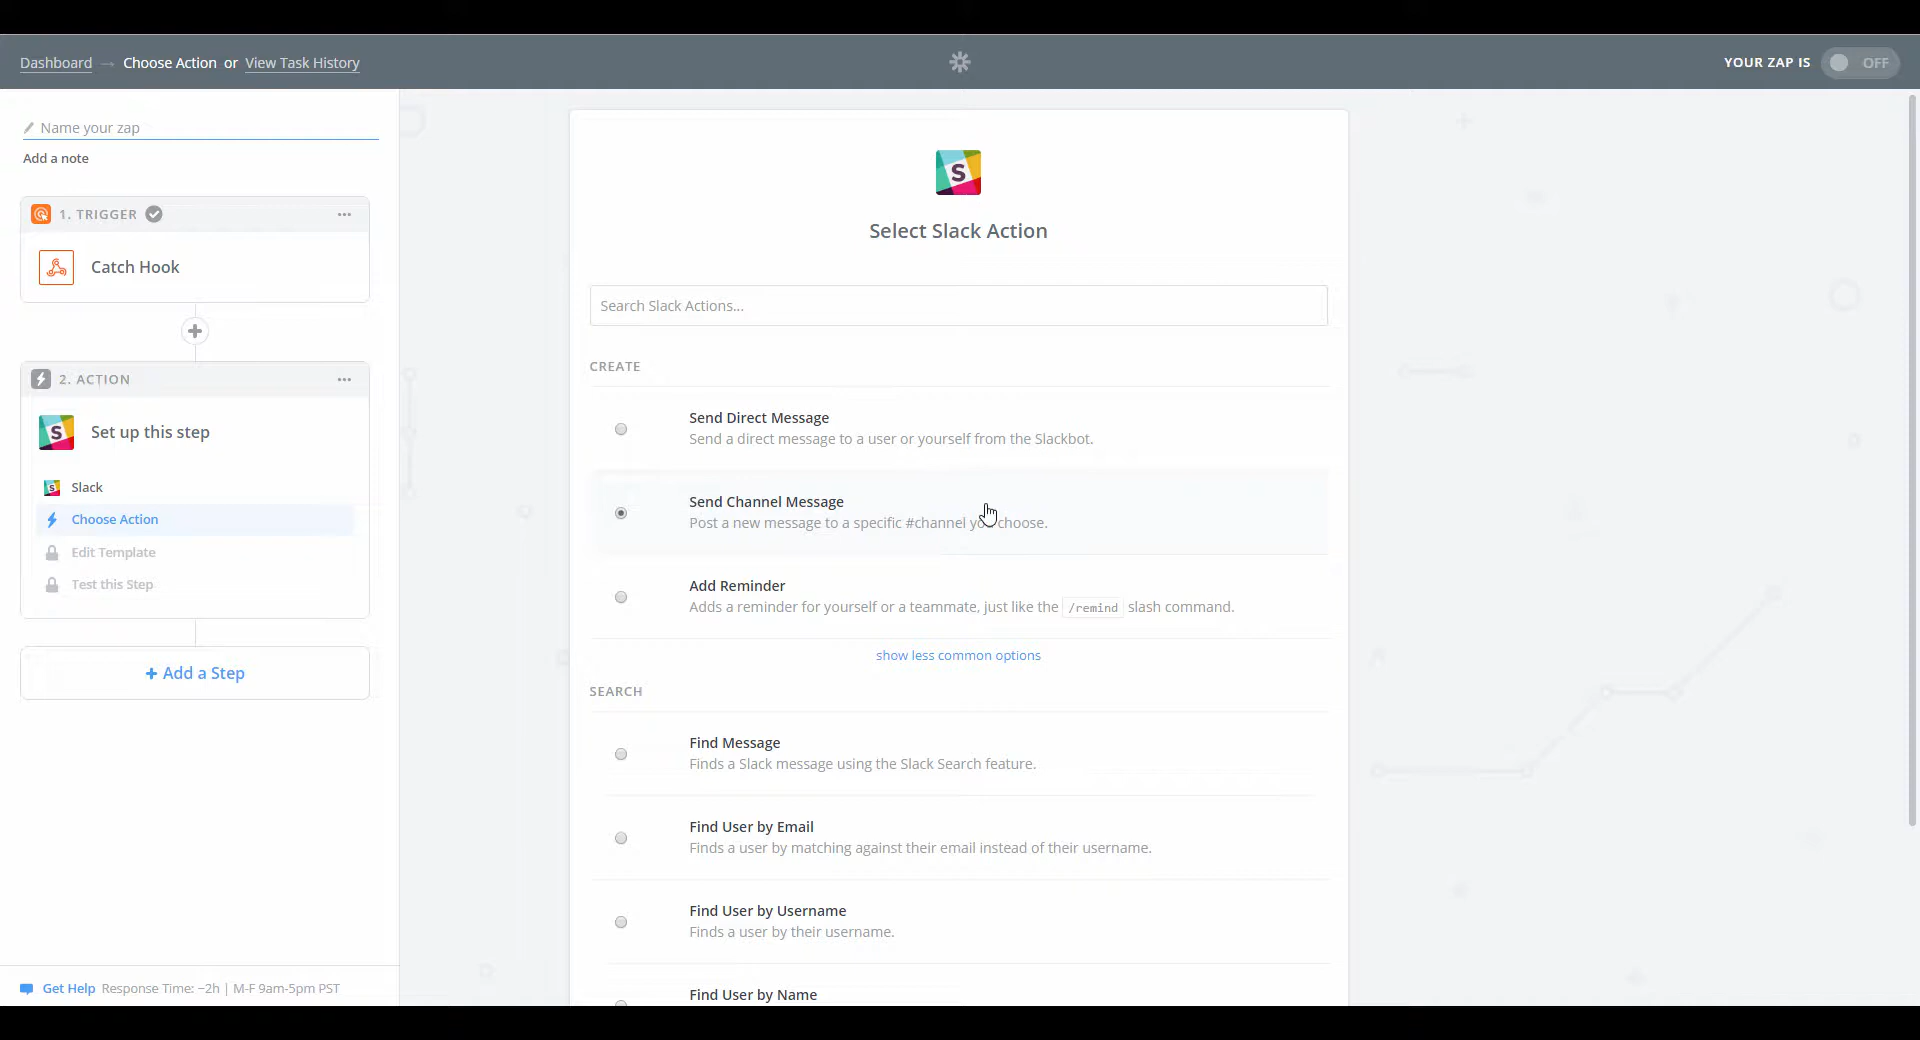 Dashboard → Choose Action or View Task History
YOUR ZAP IS OFF
Name your zap
Add a note
1. TRIGGER
Catch Hook
2. ACTION
Set up this step
Slack
Choose Action
Edit Template
Test this Step
+ Add a Step
Get Help Response Time: ~2h | M-F 9am-5pm PST
S
Select Slack Action
Search Slack Actions...
CREATE
Send Direct Message
Send a direct message to a user or yourself from the Slackbot.
Send Channel Message
Post a new message to a specific #channel you choose.
Add Reminder
Adds a reminder for yourself or a teammate, just like the /remind slash command.
show less common options
SEARCH
Find Message
Finds a Slack message using the Slack Search feature.
Find User by Email
Finds a user by matching against their email instead of their username.
Find User by Username
Finds a user by their username.
Find User by Name